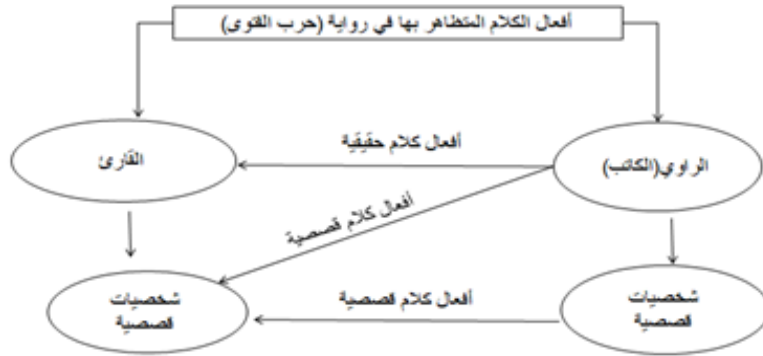 أفعال الكلام المتظاهر بها في رواية (حرب الفتوى)
الراوي(الكاتب)
أفعال كلام حقيقية
القارئ
أفعال كلام قصصية
شخصيات
قصصية
أفعال كلام قصصية
شخصيات
قصصية